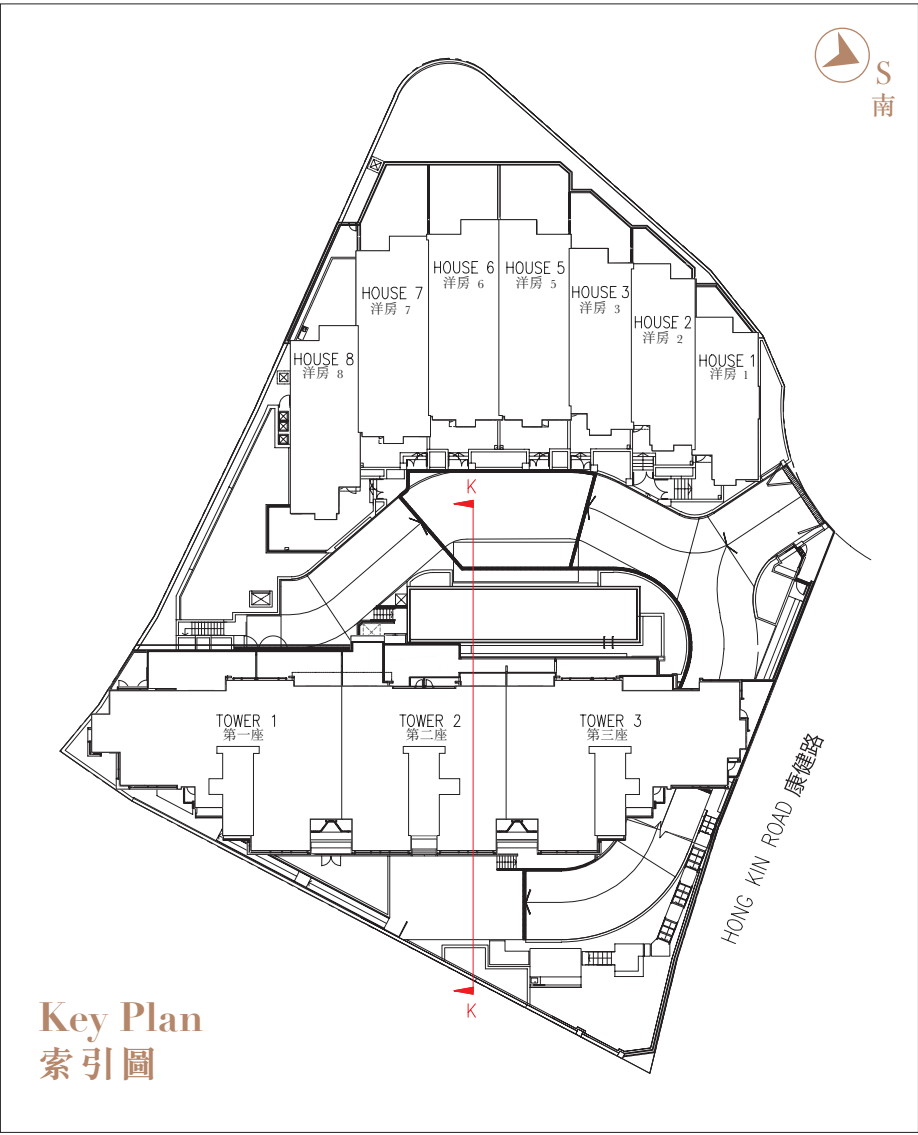 S
南
HOUSE 6
洋房 6
HOUSE 5
洋房 5
HOUSE 7
洋房 7
HOUSE 3
洋房 3
HOUSE 2
洋房 2
HOUSE 8
洋房 8
HOUSE 1
洋房 1
K
TOWER 1
第一座
TOWER 2
第二座
TOWER 3
第三座
HONG KIN ROAD 康健路
K
Key Plan
索引圖